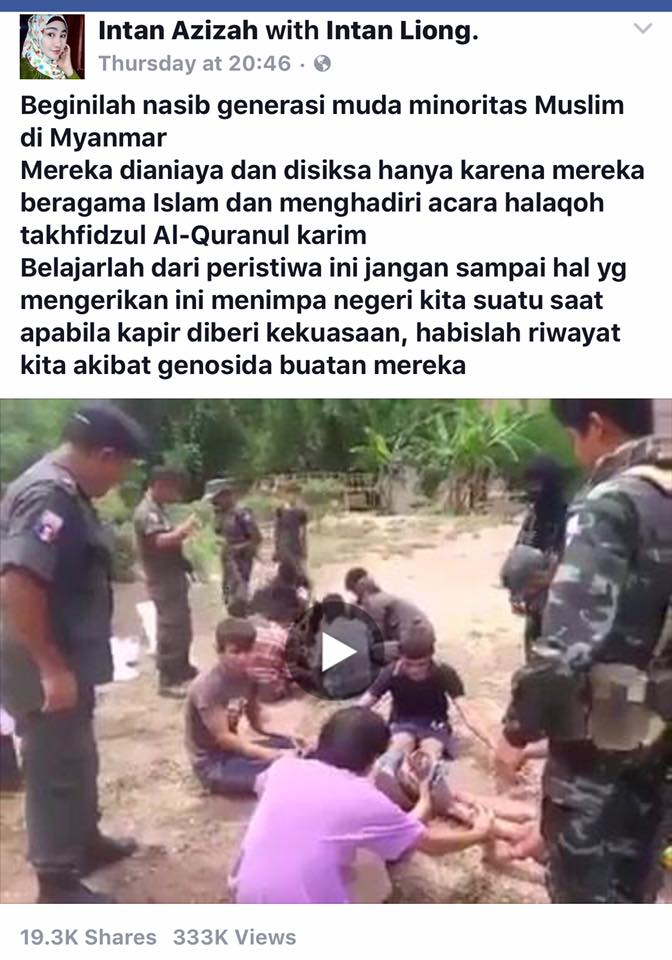 Intan Azizah with Intan Liong.
Thursday at 20:46 ·
Beginilah nasib generasi muda minoritas Muslim
di Myanmar
Mereka dianiaya dan disiksa hanya karena mereka
beragama Islam dan menghadiri acara halaqoh
takhfidzul Al-Quranul karim
Belajarlah dari peristiwa ini jangan sampai hal yg
mengerikan ini menimpa negeri kita suatu saat
apabila kapir diberi kekuasaan, habislah riwayat
kita akibat genosida buatan mereka
19.3K Shares 333K Views